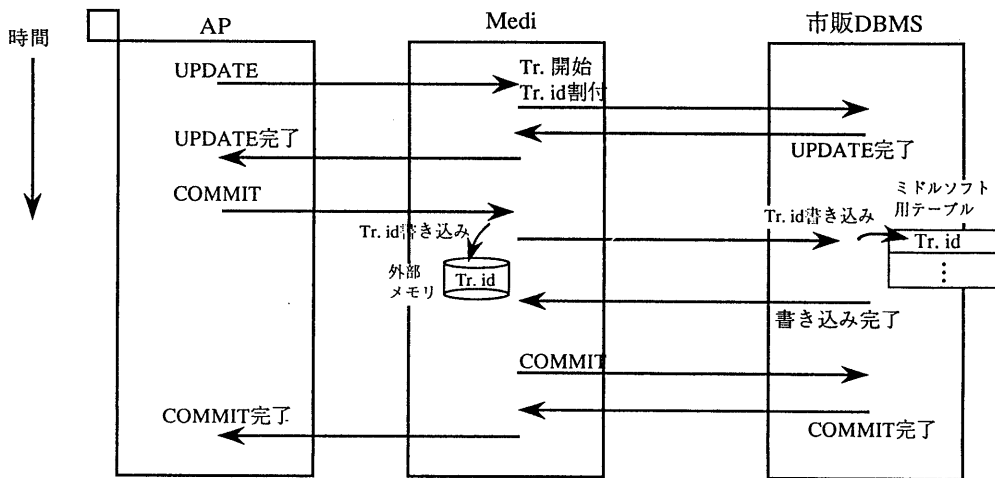 時間
AP
Medi
市販DBMS
UPDATE
Tr. 開始
Tr. id割付
UPDATE完了
UPDATE完了
COMMIT
Tr. id書き込み
外部
メモリ
Tr. id
Tr. id書き込み
ミドルソフト
用テーブル
Tr. id
⋮
書き込み完了
COMMIT
COMMIT完了
COMMIT完了